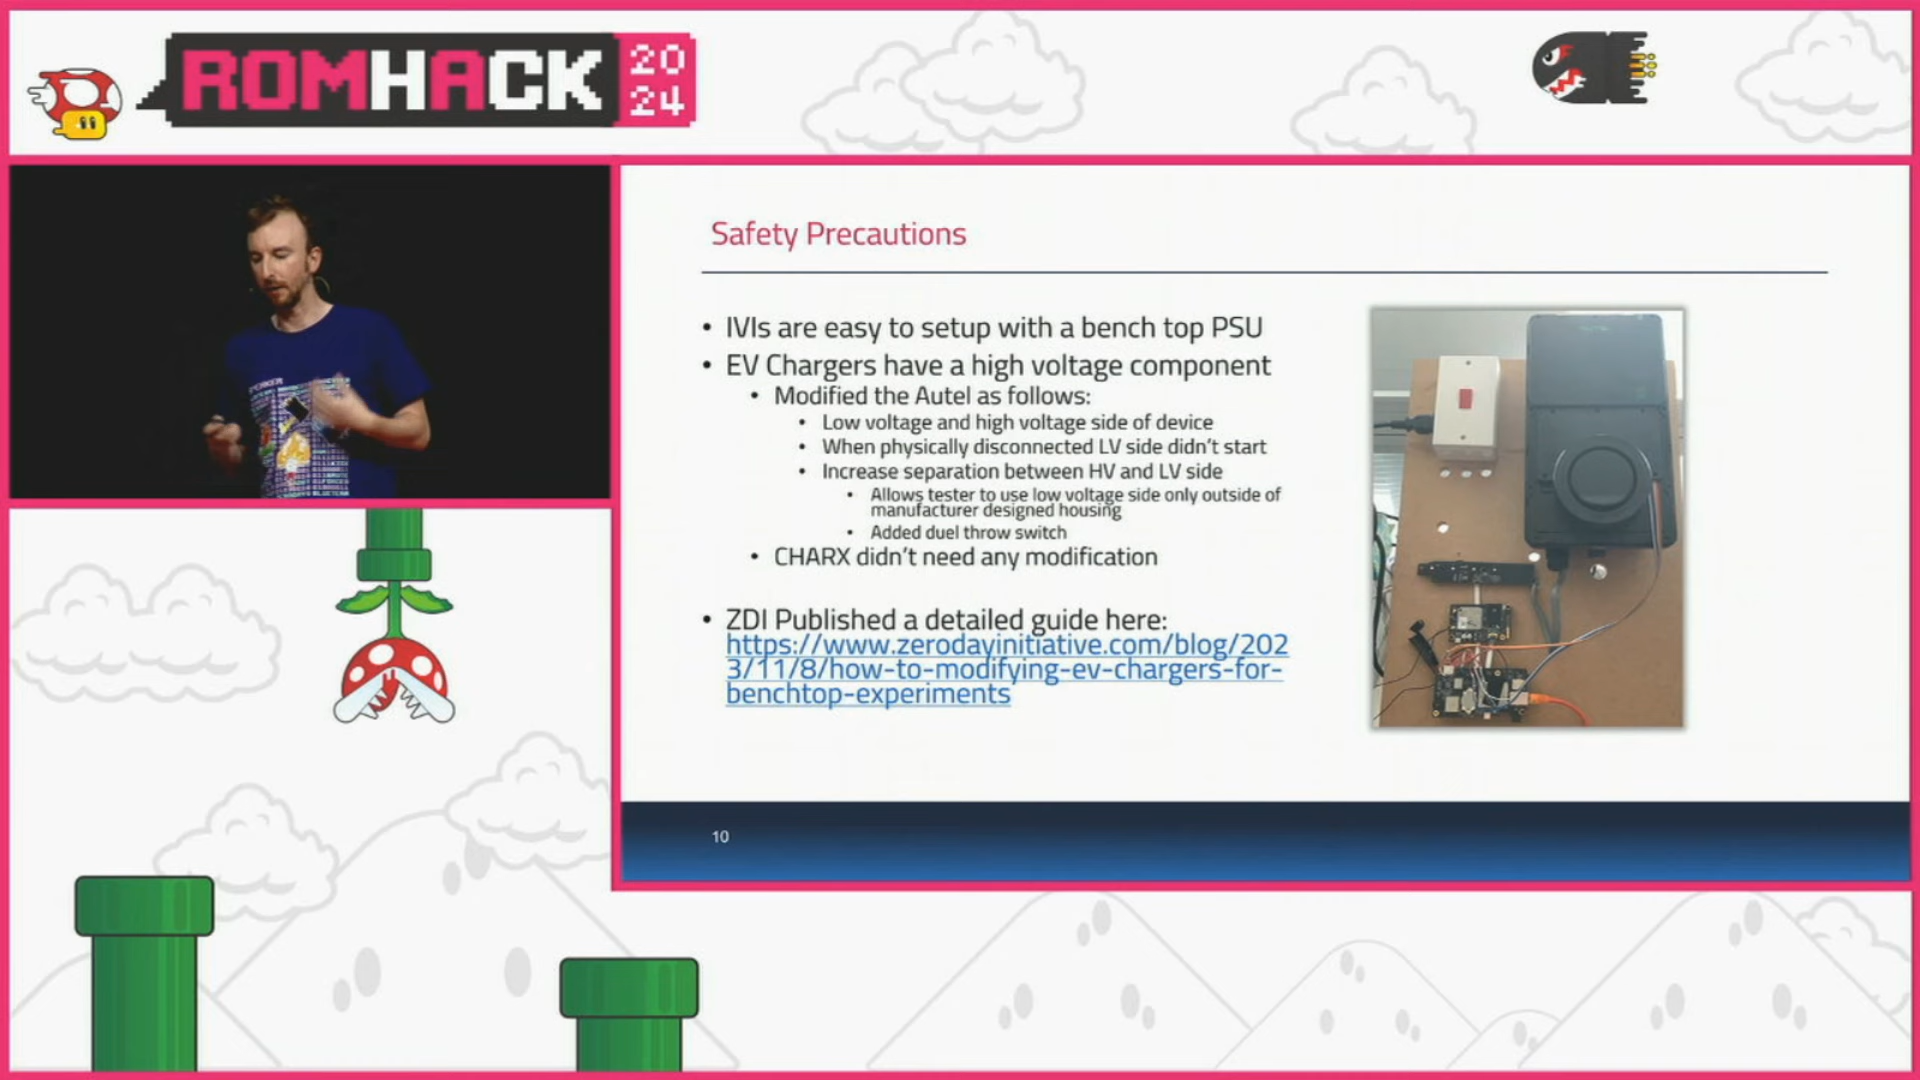 ROMHACK
20
24
Safety Precautions
• IVIs are easy to setup with a bench top PSU
• EV Chargers have a high voltage component
• Modified the Autel as follows:
• Low voltage and high voltage side of device
• When physically disconnected LV side didn't start
• Increase separation between HV and LV side
• Allows tester to use low voltage side only outside of
manufacturer designed housing
• Added duel throw switch
• CHARX didn't need any modification
• ZDI Published a detailed guide here:
https://www.zerodayinitiative.com/blog/202
3/11/8/how-to-modifying-ev-chargers-for-
benchtop-experiments
10